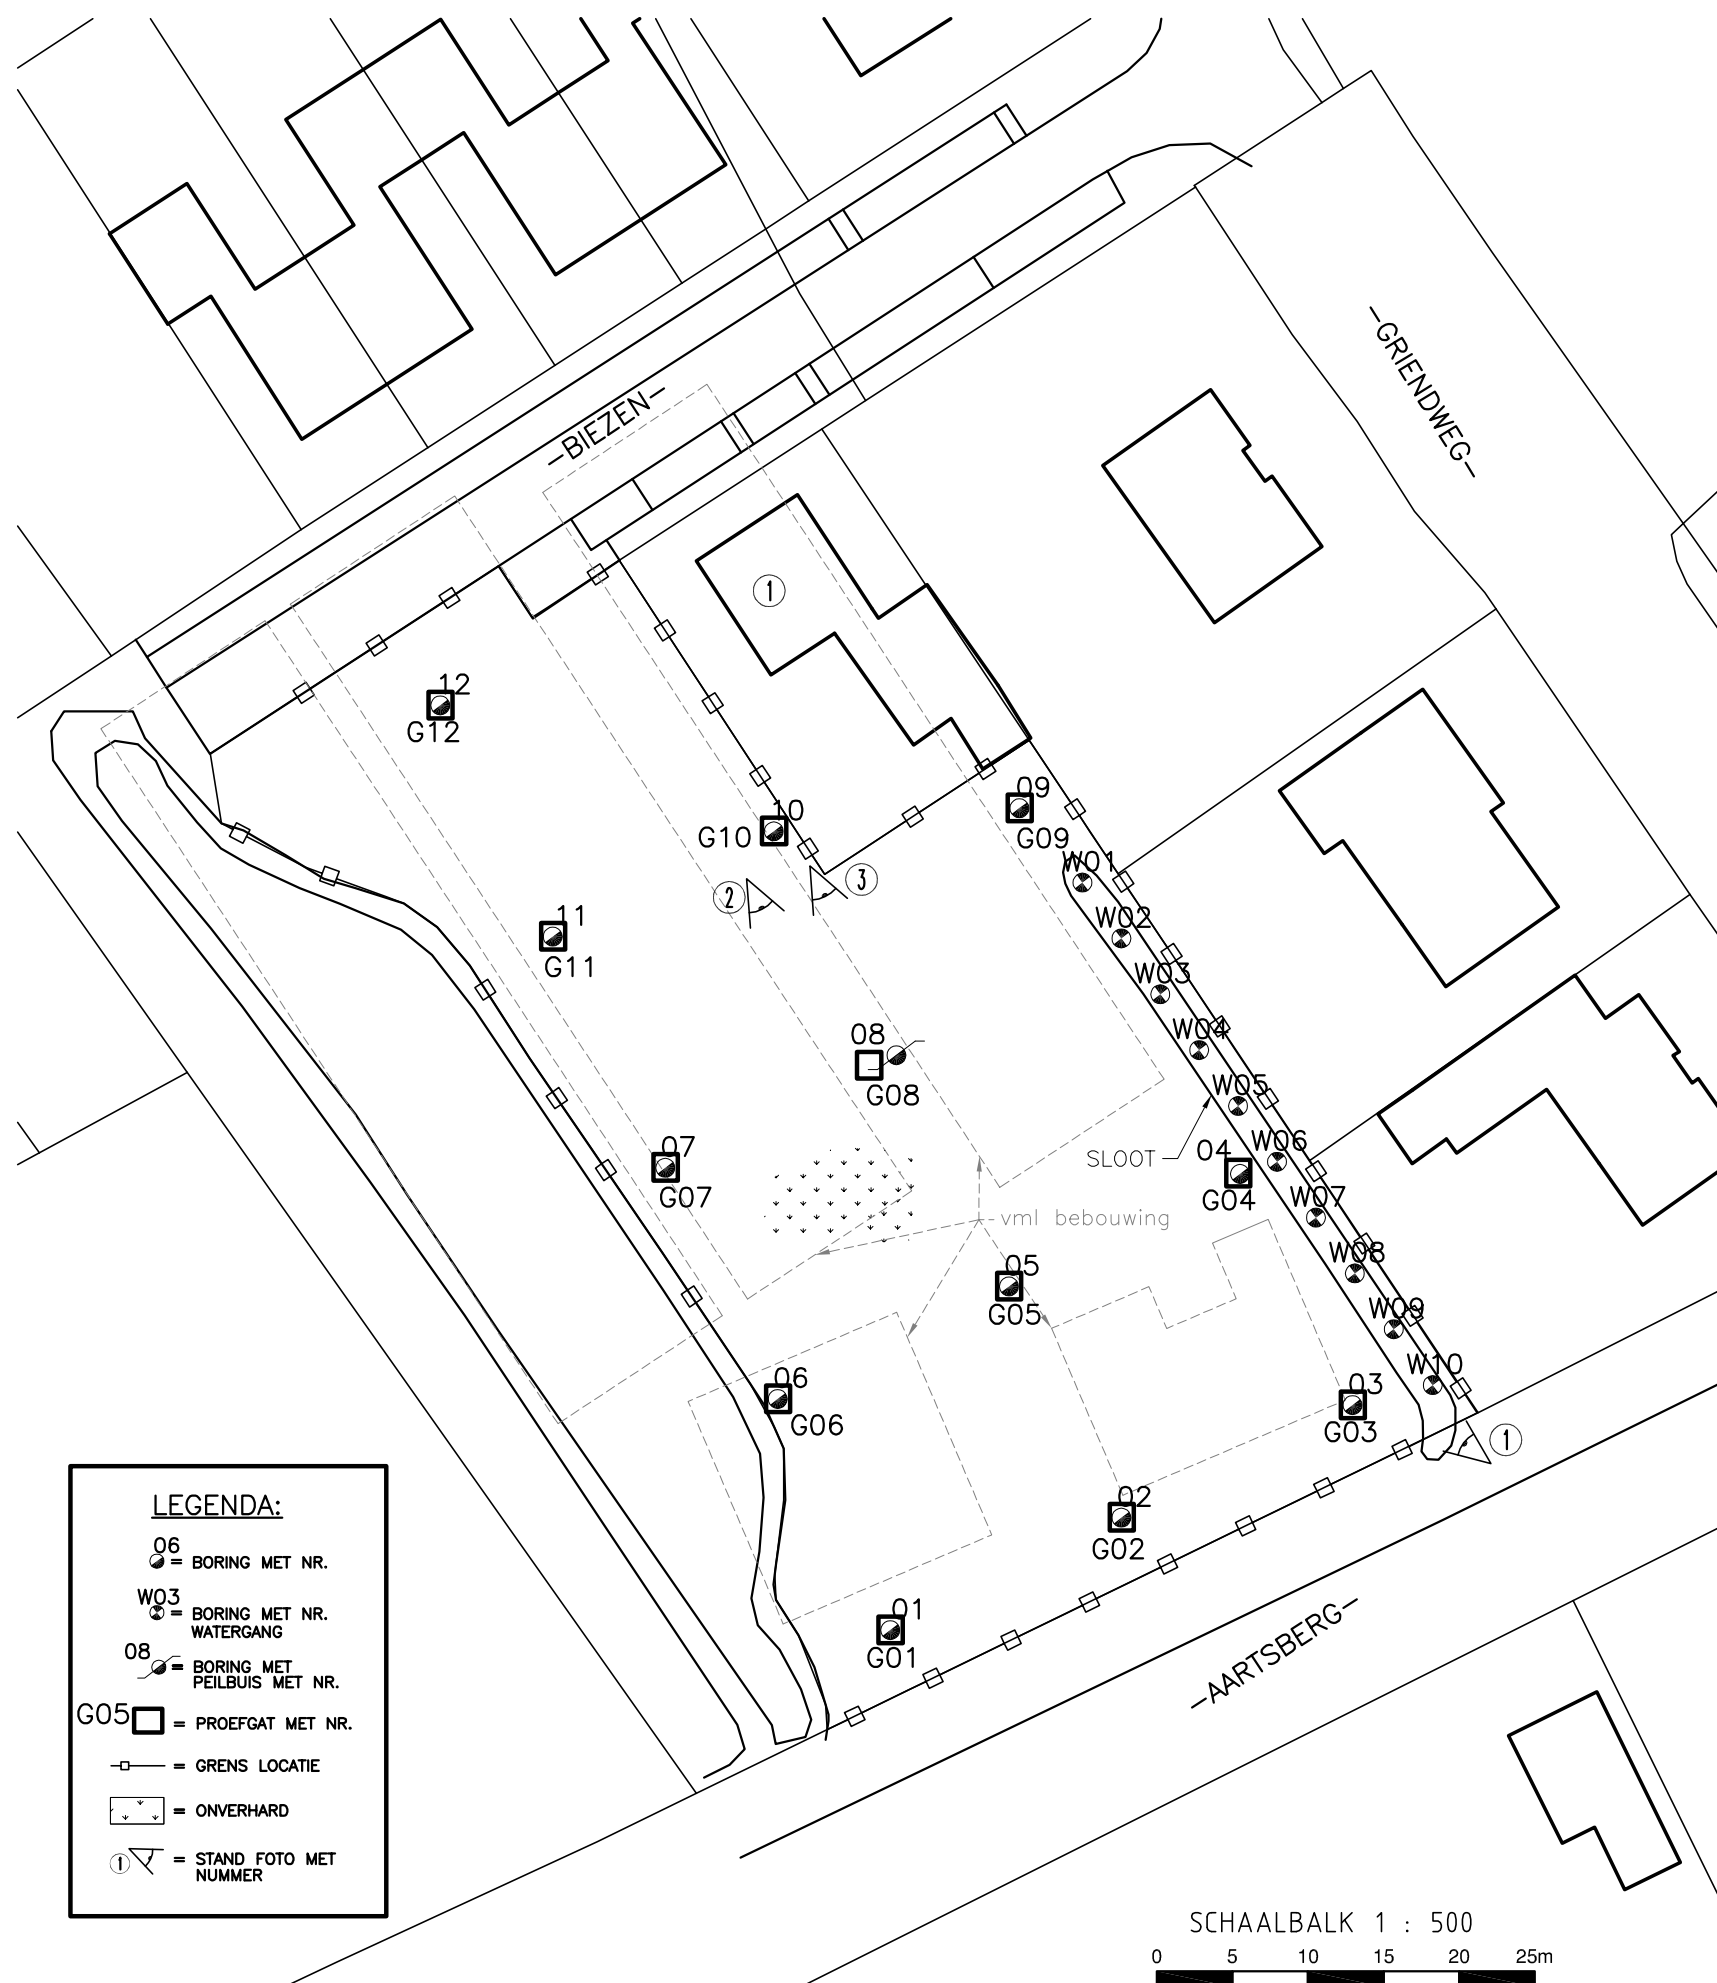 -GRIENDWEG-
-BIEZEN-
1
12
G12
10
G10
09
G09
W01
2
3
11
G11
W02
W03
08
G08
W04
W05
SLOOT
07
G07
04
G04
W06
W07
vml bebouwing
05
G05
W08
W09
06
G06
W10
03
G03
1
02
G02
01
G01
-AARTSBERG-
LEGENDA:
06
= BORING MET NR.
W03
= BORING MET NR.
WATERGANG
08
= BORING MET
PEILBUIS MET NR.
G05 = PROEFGAT MET NR.
= GRENS LOCATIE
= ONVERHARD
1 = STAND FOTO MET
NUMMER
SCHAALBALK 1 : 500
0 5 10 15 20 25m